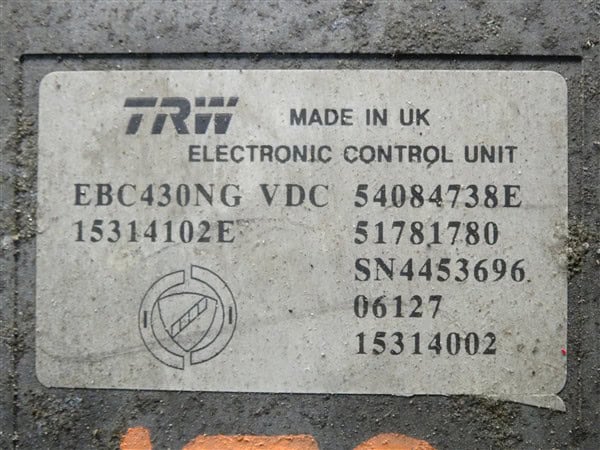 TRW MADE IN UK
ELECTRONIC CONTROL UNIT
EBC430NG VDC 54084738E
15314102E 51781780
SN4453696
06127
15314002